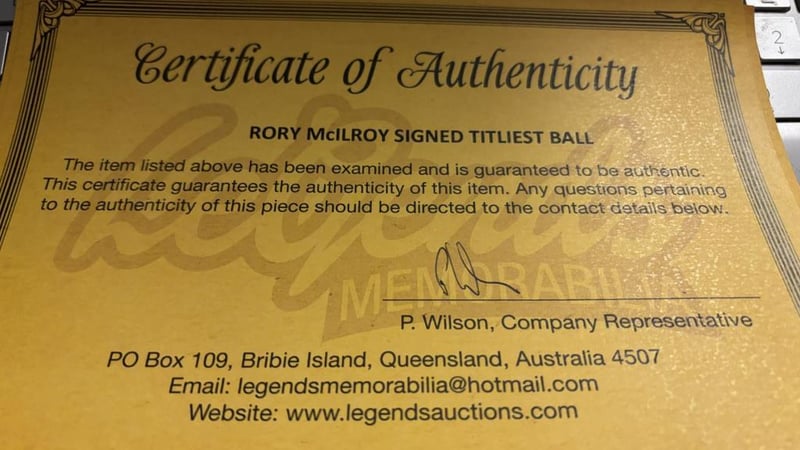 Certificate of Authenticity
RORY McILROY SIGNED TITLIEST BALL
The item listed above has been examined and is guaranteed to be authentic.
This certificate guarantees the authenticity of this item. Any questions pertaining
to the authenticity of this piece should be directed to the contact details below.
Legends
MEMORABILIA
P. Wilson, Company Representative
PO Box 109, Bribie Island, Queensland, Australia 4507
Email: legendsmemorabilia@hotmail.com
Website: www.legendsauctions.com
2